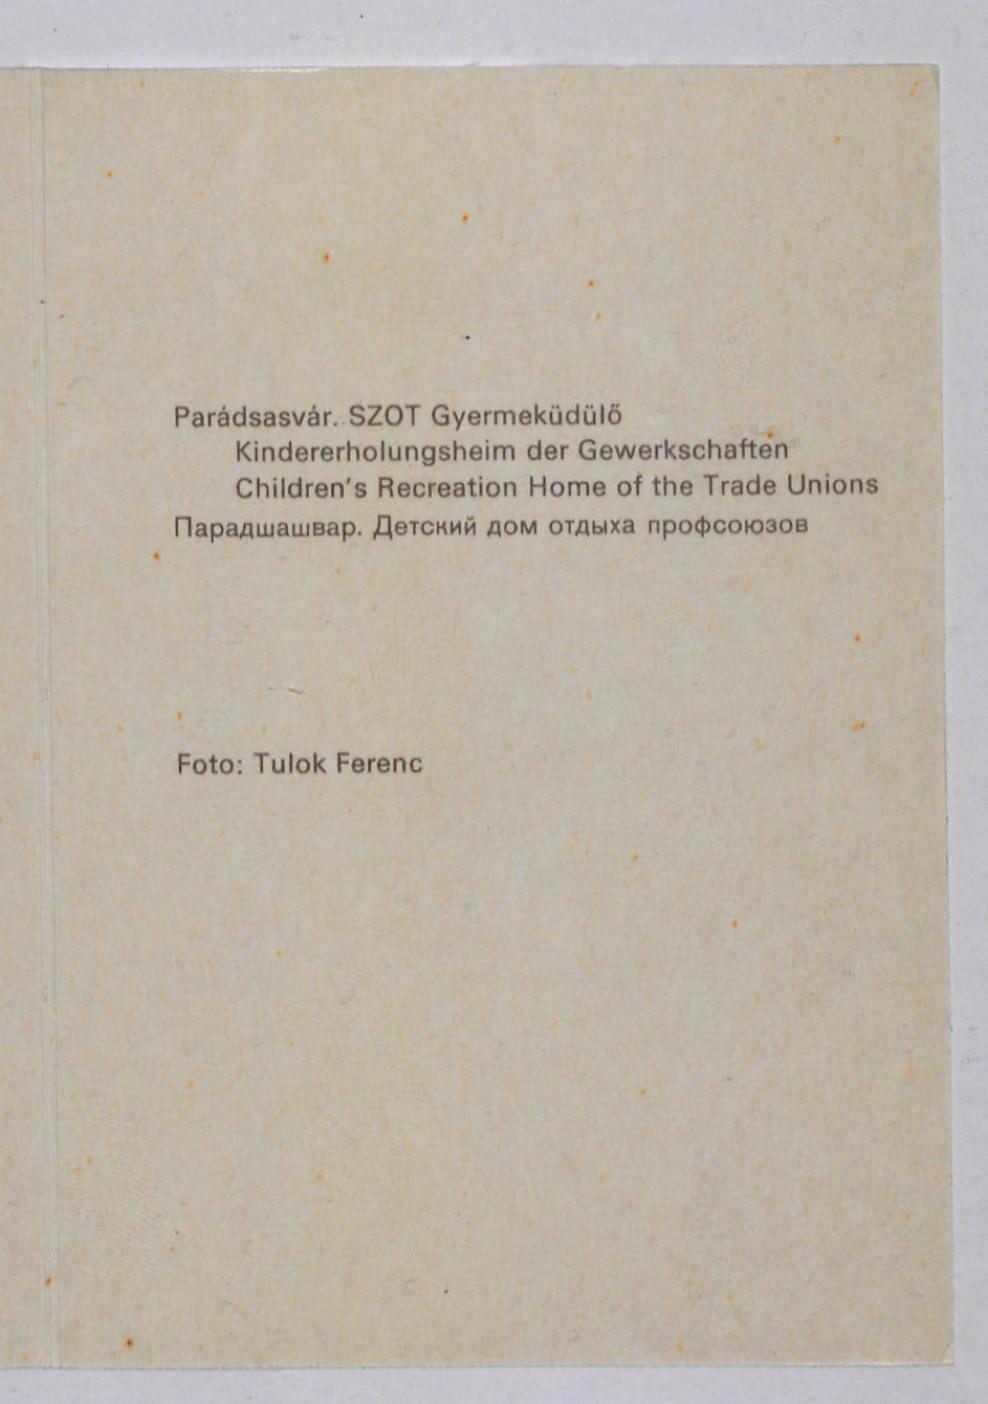 Parádsasvár. SZOT Gyermeküdülő
Kindererholungsheim der Gewerkschaften
Children's Recreation Home of the Trade Unions
Парадшашвар. Детский дом отдыха профсоюзов
Foto: Tulok Ferenc